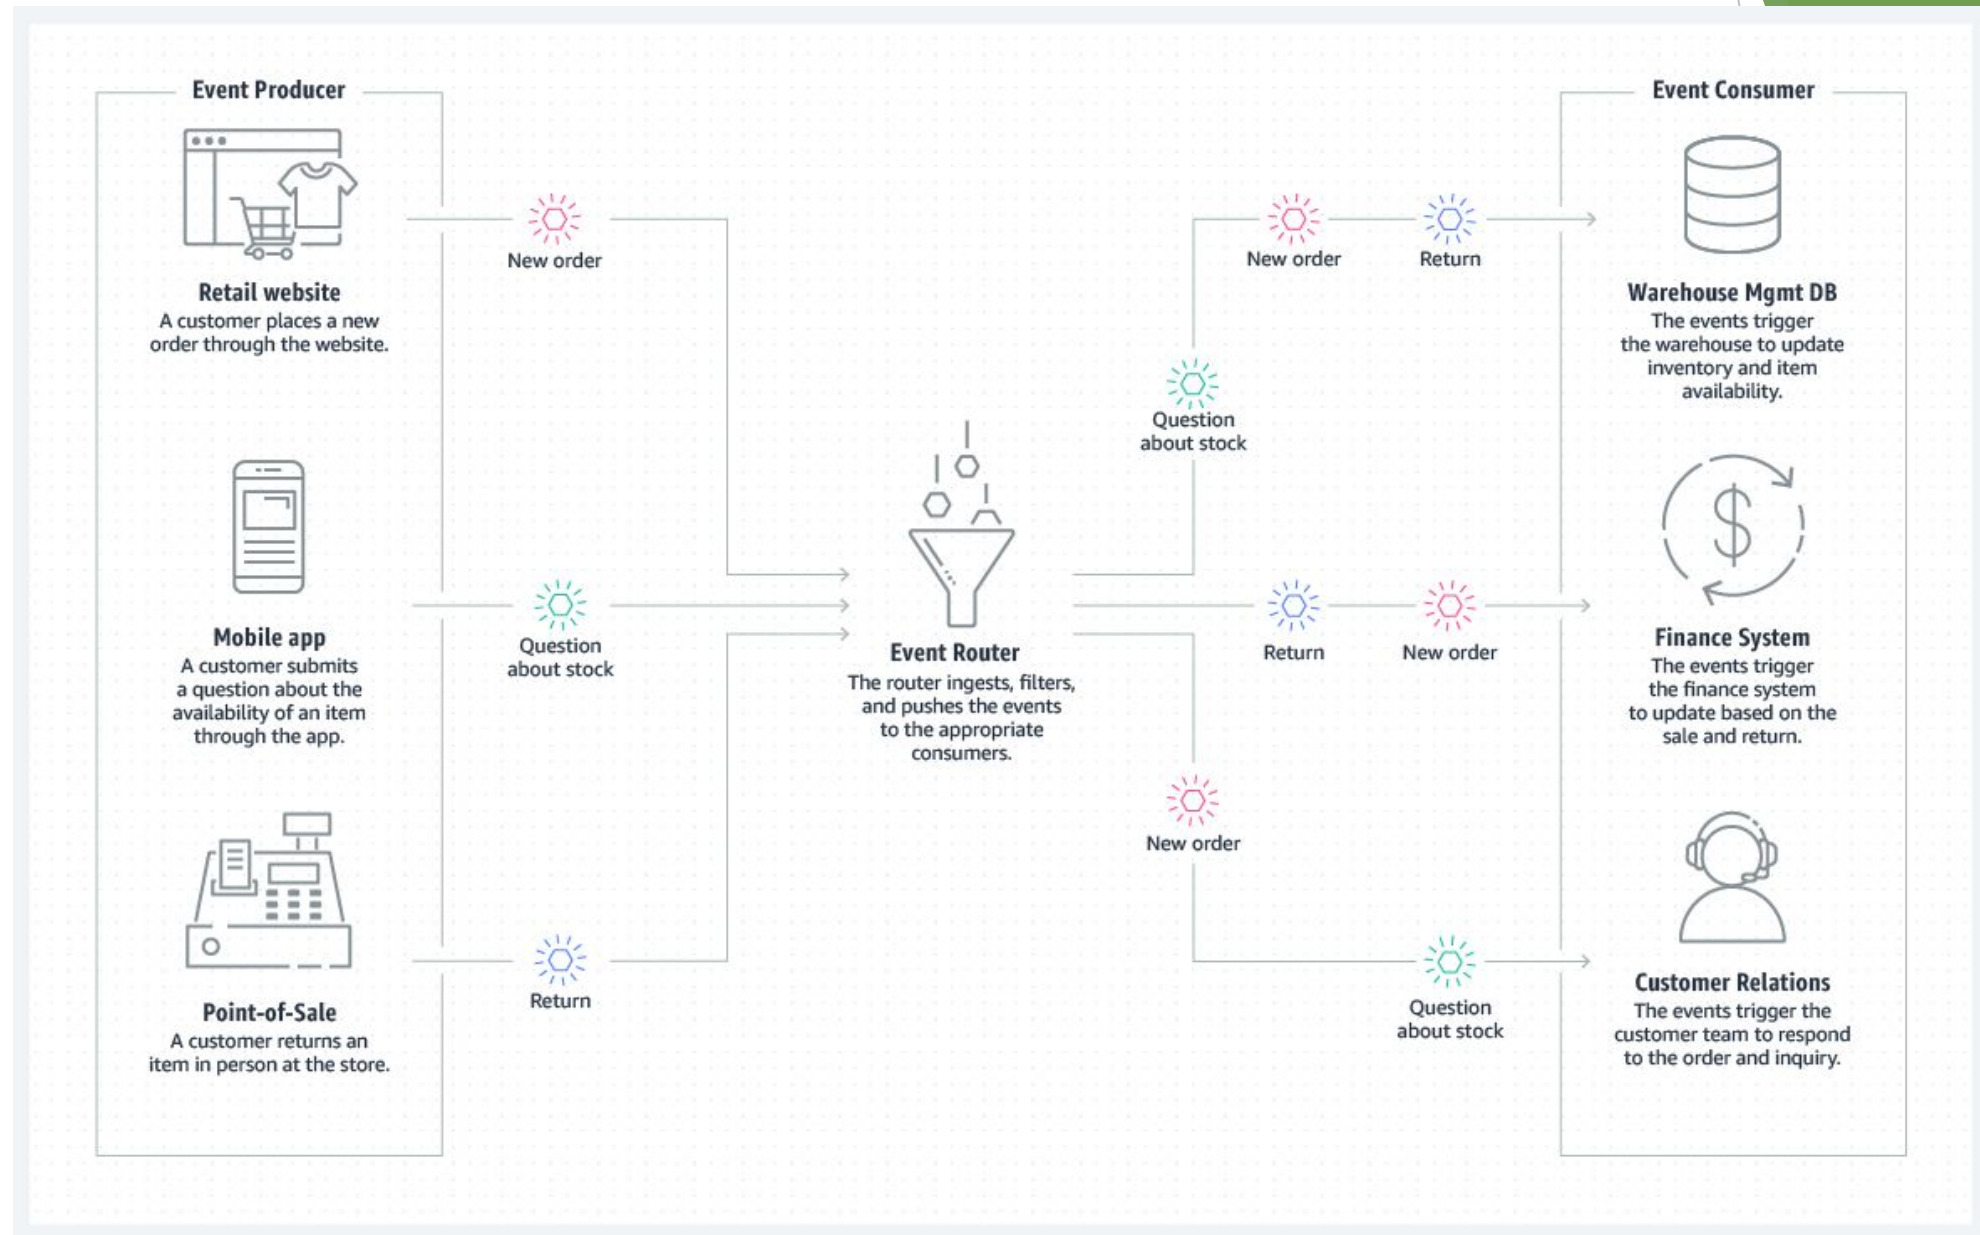 Event Producer
Retail website
A customer places a new
order through the website.
Mobile app
A customer submits
a question about the
availability of an item
through the app.
Point-of-Sale
A customer returns an
item in person at the store.
New order
Question
about stock
Return
Event Router
The router ingests, filters,
and pushes the events
to the appropriate
consumers.
New order
Return
Question
about stock
Return
New order
New order
Question
about stock
Event Consumer
Warehouse Mgmt DB
The events trigger
the warehouse to update
inventory and item
availability.
$
Finance System
The events trigger
the finance system
to update based on the
sale and return.
Customer Relations
The events trigger the
customer team to respond
to the order and inquiry.